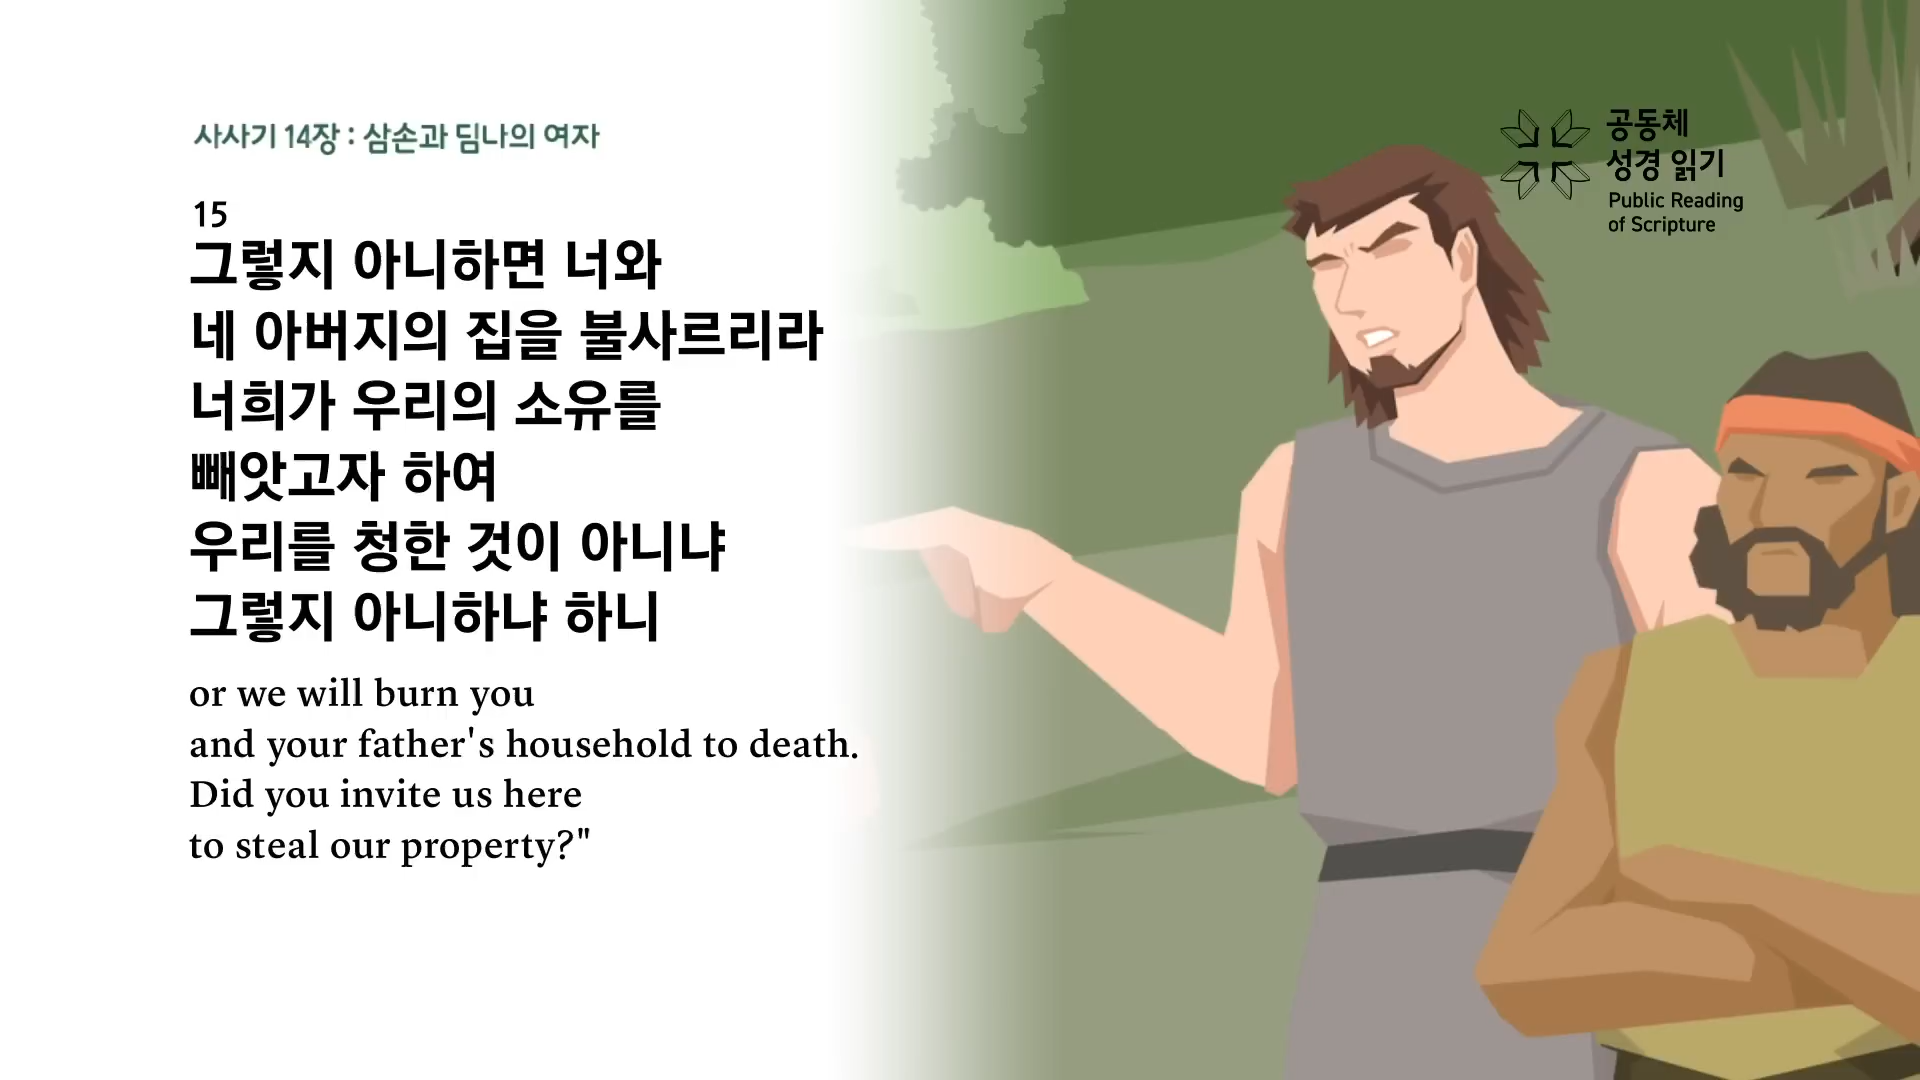 사사기 14장 : 삼손과 딤나의 여자
15
그렇지 아니하면 너와
네 아버지의 집을 불사르리라
너희가 우리의 소유를
빼앗고자 하여
우리를 청한 것이 아니냐
그렇지 아니하냐 하니
or we will burn you
and your father's household to death.
Did you invite us here
to steal our property?"
공동체
성경 읽기
Public Reading
of Scripture